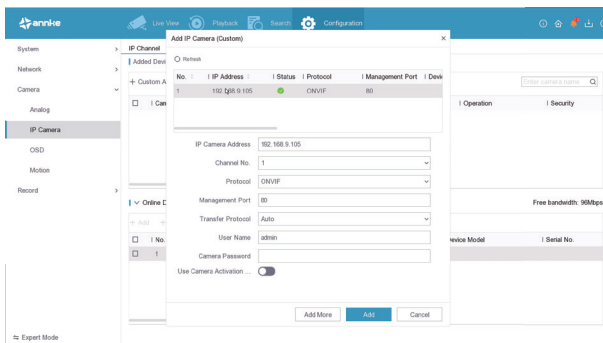 annke Live View Playback Search Configuration
System
Network
Camera
Analog
IP Camera
OSD
Motion
Record
Expert Mode
IP Channel
Added Devi
+ Custom A
Enter camera name
Can Operation Security
Online D Free bandwidth: 96Mbps
+ Add +
No. evice Model Serial No.
1
Add IP Camera (Custom) ×
Refresh
No. IP Address Status Protocol Management Port Devi
1 192.168.9.105 ONVIF 80
IP Camera Address 192.168.9.105
Channel No. 1
Protocol ONVIF
Management Port 80
Transfer Protocol Auto
User Name admin
Camera Password
Use Camera Activation ...
Add More Add Cancel